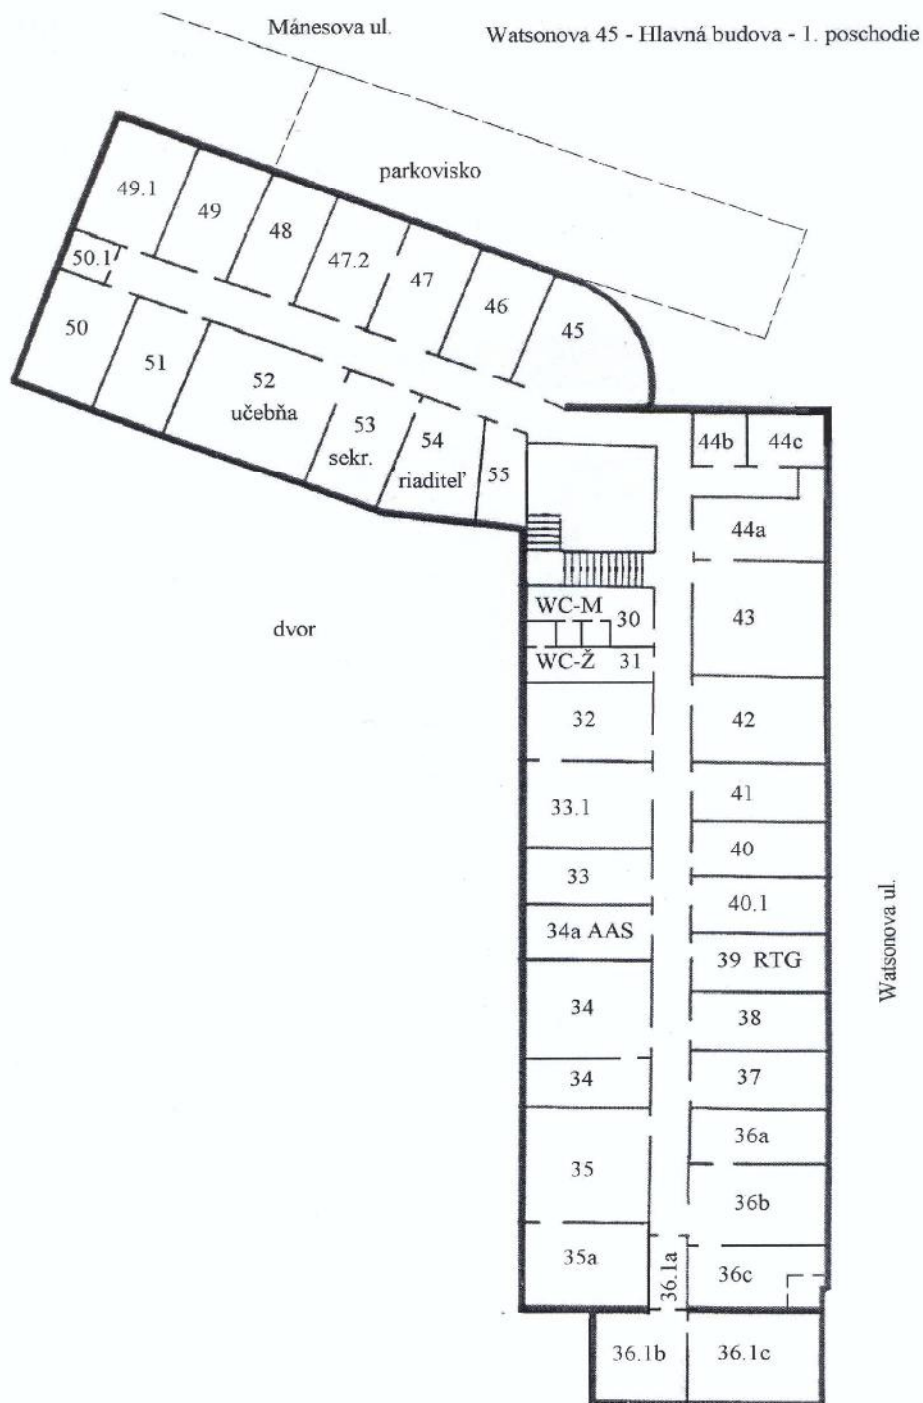 Mánesova ul.
Watsonova 45 - Hlavná budova - 1. poschodie
parkovisko
49.1
49
48
47.2
47
46
45
50.1
50
51
52
učebňa
53
sekr.
54
riaditeľ
55
44b
44c
44a
WC-M
30
WC-Ž
31
43
dvor
32
42
33.1
41
40
33
40.1
34a AAS
39 RTG
34
38
34
37
36a
35
36b
35a
36.1a
36c
36.1b
36.1c
Watsonova ul.